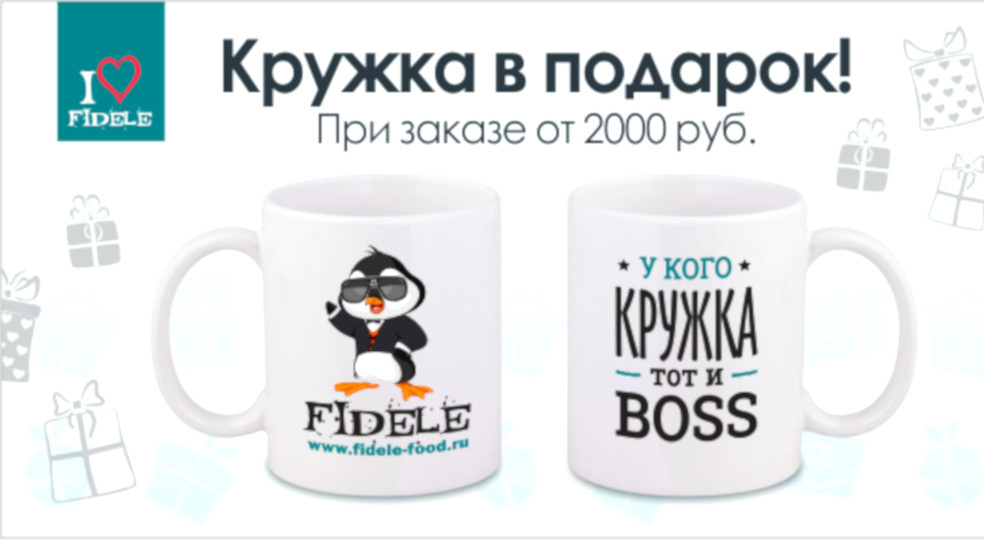 I
FIDELE
Кружка в подарок!
При заказе от 2000 руб.
FIDELE
www.fidele-food.ru
У КОГО
КРУЖКА
ТОТ И
BOSS